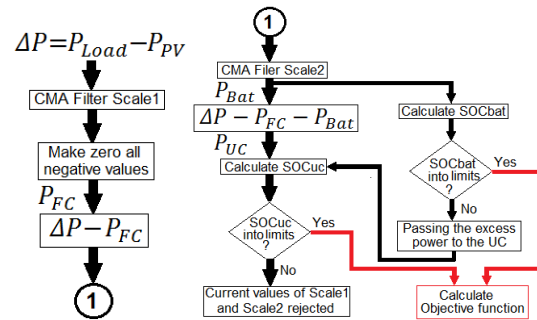 ΔP=P_Load−P_PV
CMA Filter Scale1
Make zero all
negative values
P_FC
ΔP−P_FC
1
1
CMA Filer Scale2
P_Bat
ΔP − P_FC − P_Bat
P_UC
Calculate SOCuc
SOCuc
into limits
?
Yes
No
Current values of Scale1
and Scale2 rejected
Calculate SOCbat
SOCbat
into limits
?
Yes
No
Passing the excess
power to the UC
Calculate
Objective function